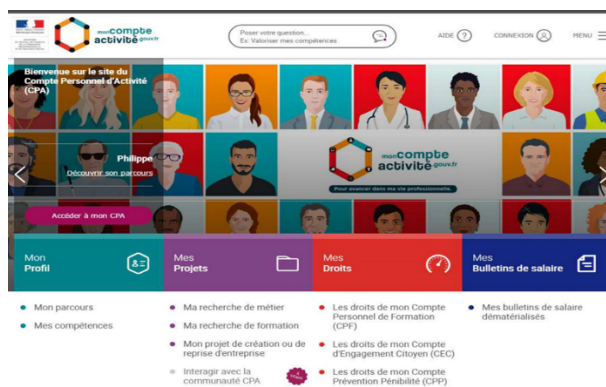 moncompte
activité gouv.fr
Poser votre question...
Ex: Valoriser mes compétences.
AIDE ?
CONNEXION
MENU
Bienvenue sur le site du
Compte Personnel d'Activité
(CPA)
Philippe
Découvrir son parcours
Accéder à mon CPA
moncompte
activité gouv.fr
Pour avancer dans ma vie professionnelle.
Mon
Profil
Mes
Projets
Mes
Droits
Mes
Bulletins de salaire
Mon parcours
Mes compétences
Ma recherche de métier
Ma recherche de formation
Mon projet de création ou de
reprise d'entreprise
Interagir avec la
communauté CPA
Les droits de mon Compte
Personnel de Formation
(CPF)
Les droits de mon Compte
d'Engagement Citoyen (CEC)
Les droits de mon Compte
Prévention Pénibilité (CPP)
Mes bulletins de salaire
dématérialisés